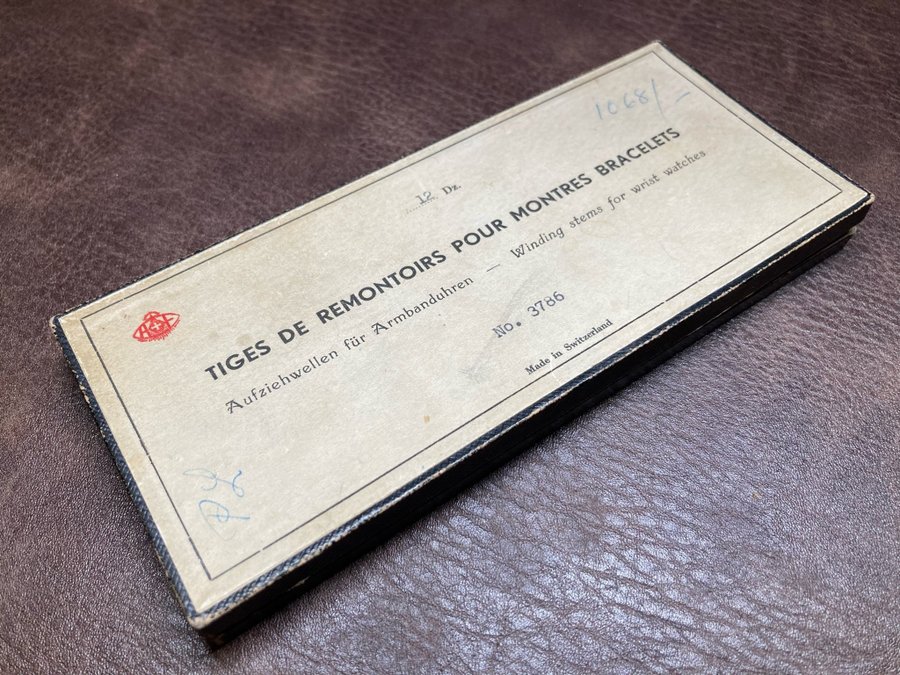 1068/-
12 Dz.
TIGES DE REMONTOIRS POUR MONTRES BRACELETS
Aufziehwellen für Armbanduhren — Winding stems for wrist watches
No. 3786
Made in Switzerland